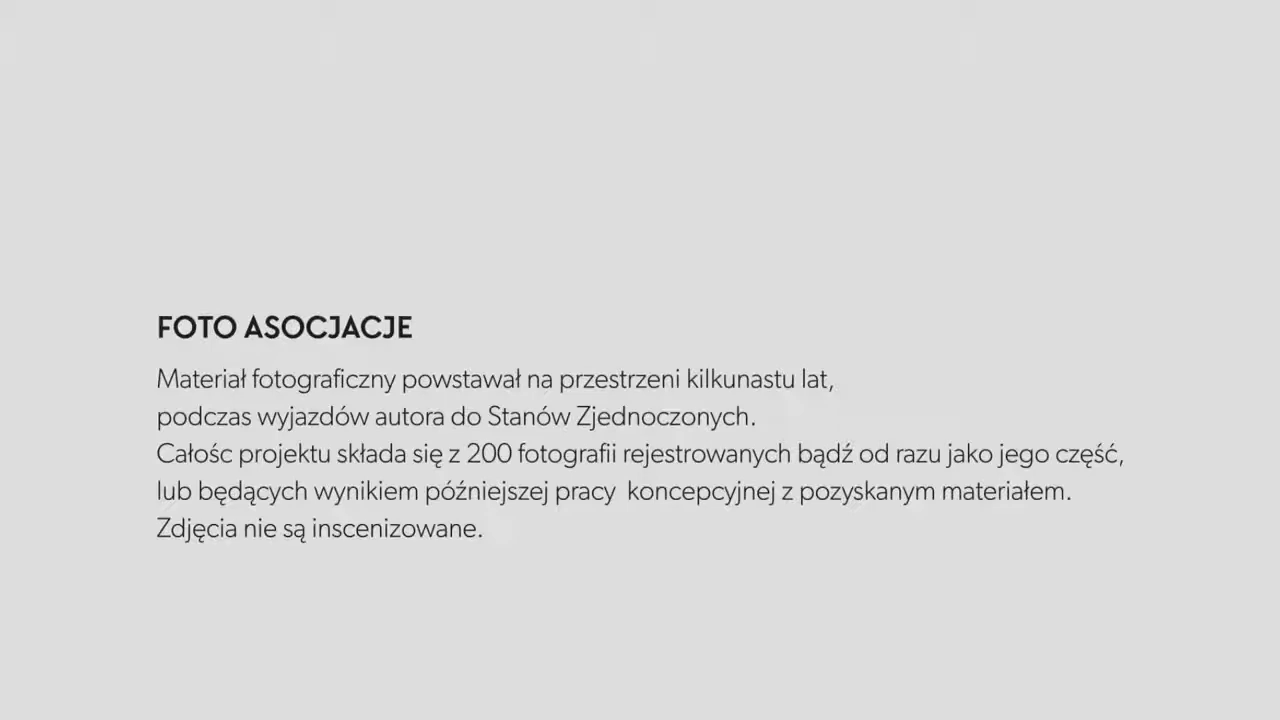 FOTO ASOCJACJE
Materiał fotograficzny powstawał na przestrzeni kilkunastu lat,
podczas wyjazdów autora do Stanów Zjednoczonych.
Całośc projektu składa się z 200 fotografii rejestrowanych bądź od razu jako jego część,
lub będących wynikiem późniejszej pracy  koncepcyjnej z pozyskanym materiałem.
Zdjęcia nie są inscenizowane.